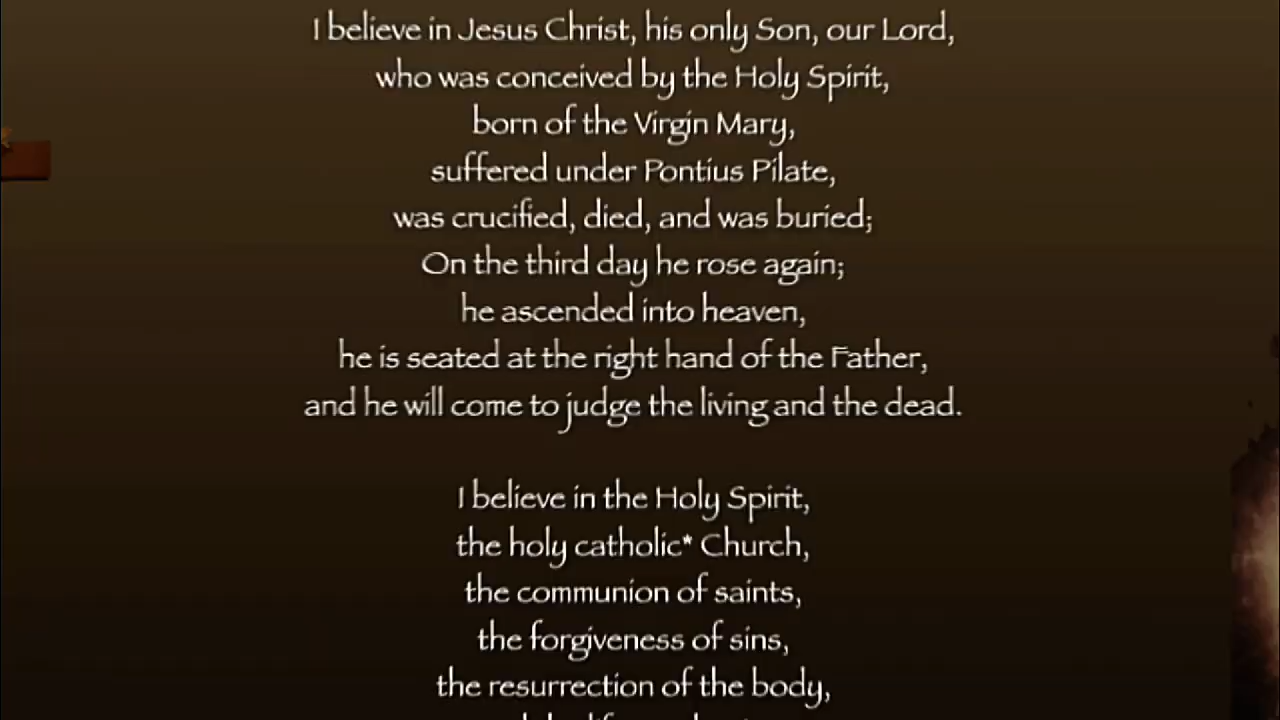 I believe in Jesus Christ, his only Son, our Lord,
who was conceived by the Holy Spirit,
born of the Virgin Mary,
suffered under Pontius Pilate,
was crucified, died, and was buried;
On the third day he rose again;
he ascended into heaven,
he is seated at the right hand of the Father,
and he will come to judge the living and the dead.
I believe in the Holy Spirit,
the holy catholic* Church,
the communion of saints,
the forgiveness of sins,
the resurrection of the body,